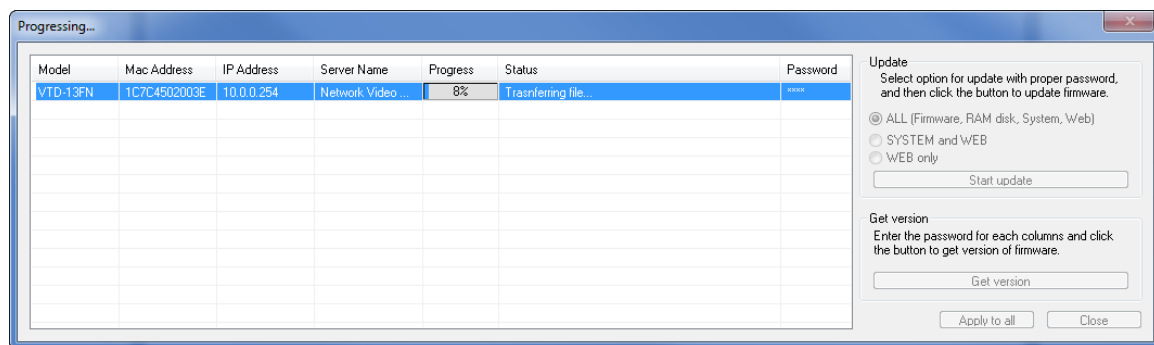 Progressing...
Model Mac Address IP Address Server Name Progress Status Password
VTD-13FN 1C7C4502003E 10.0.0.254 Network Video ... 8% Trasnferring file... ****
Update
Select option for update with proper password,
and then click the button to update firmware.
ALL (Firmware, RAM disk, System, Web)
SYSTEM and WEB
WEB only
Start update
Get version
Enter the password for each columns and click
the button to get version of firmware.
Get version
Apply to all Close